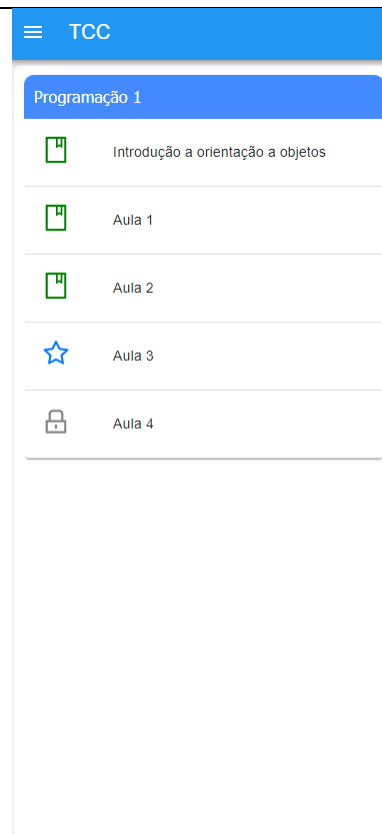 TCC
Programação 1
Introdução a orientação a objetos
Aula 1
Aula 2
Aula 3
Aula 4